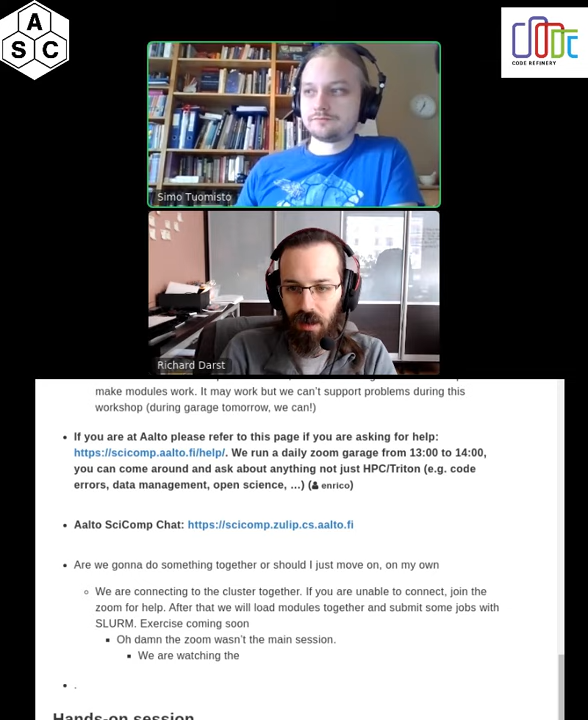 A
S C
CODE REFINERY
Simo Tuomisto
Richard Darst
make modules work. It may work but we can't support problems during this
workshop (during garage tomorrow, we can!)
If you are at Aalto please refer to this page if you are asking for help:
https://scicomp.aalto.fi/help/. We run a daily zoom garage from 13:00 to 14:00,
you can come around and ask about anything not just HPC/Triton (e.g. code
errors, data management, open science, …) (enrico)
Aalto SciComp Chat: https://scicomp.zulip.cs.aalto.fi
Are we gonna do something together or should I just move on, on my own
We are connecting to the cluster together. If you are unable to connect, join the
zoom for help. After that we will load modules together and submit some jobs with
SLURM. Exercise coming soon
Oh damn the zoom wasn't the main session.
We are watching the
.
Hands-on session